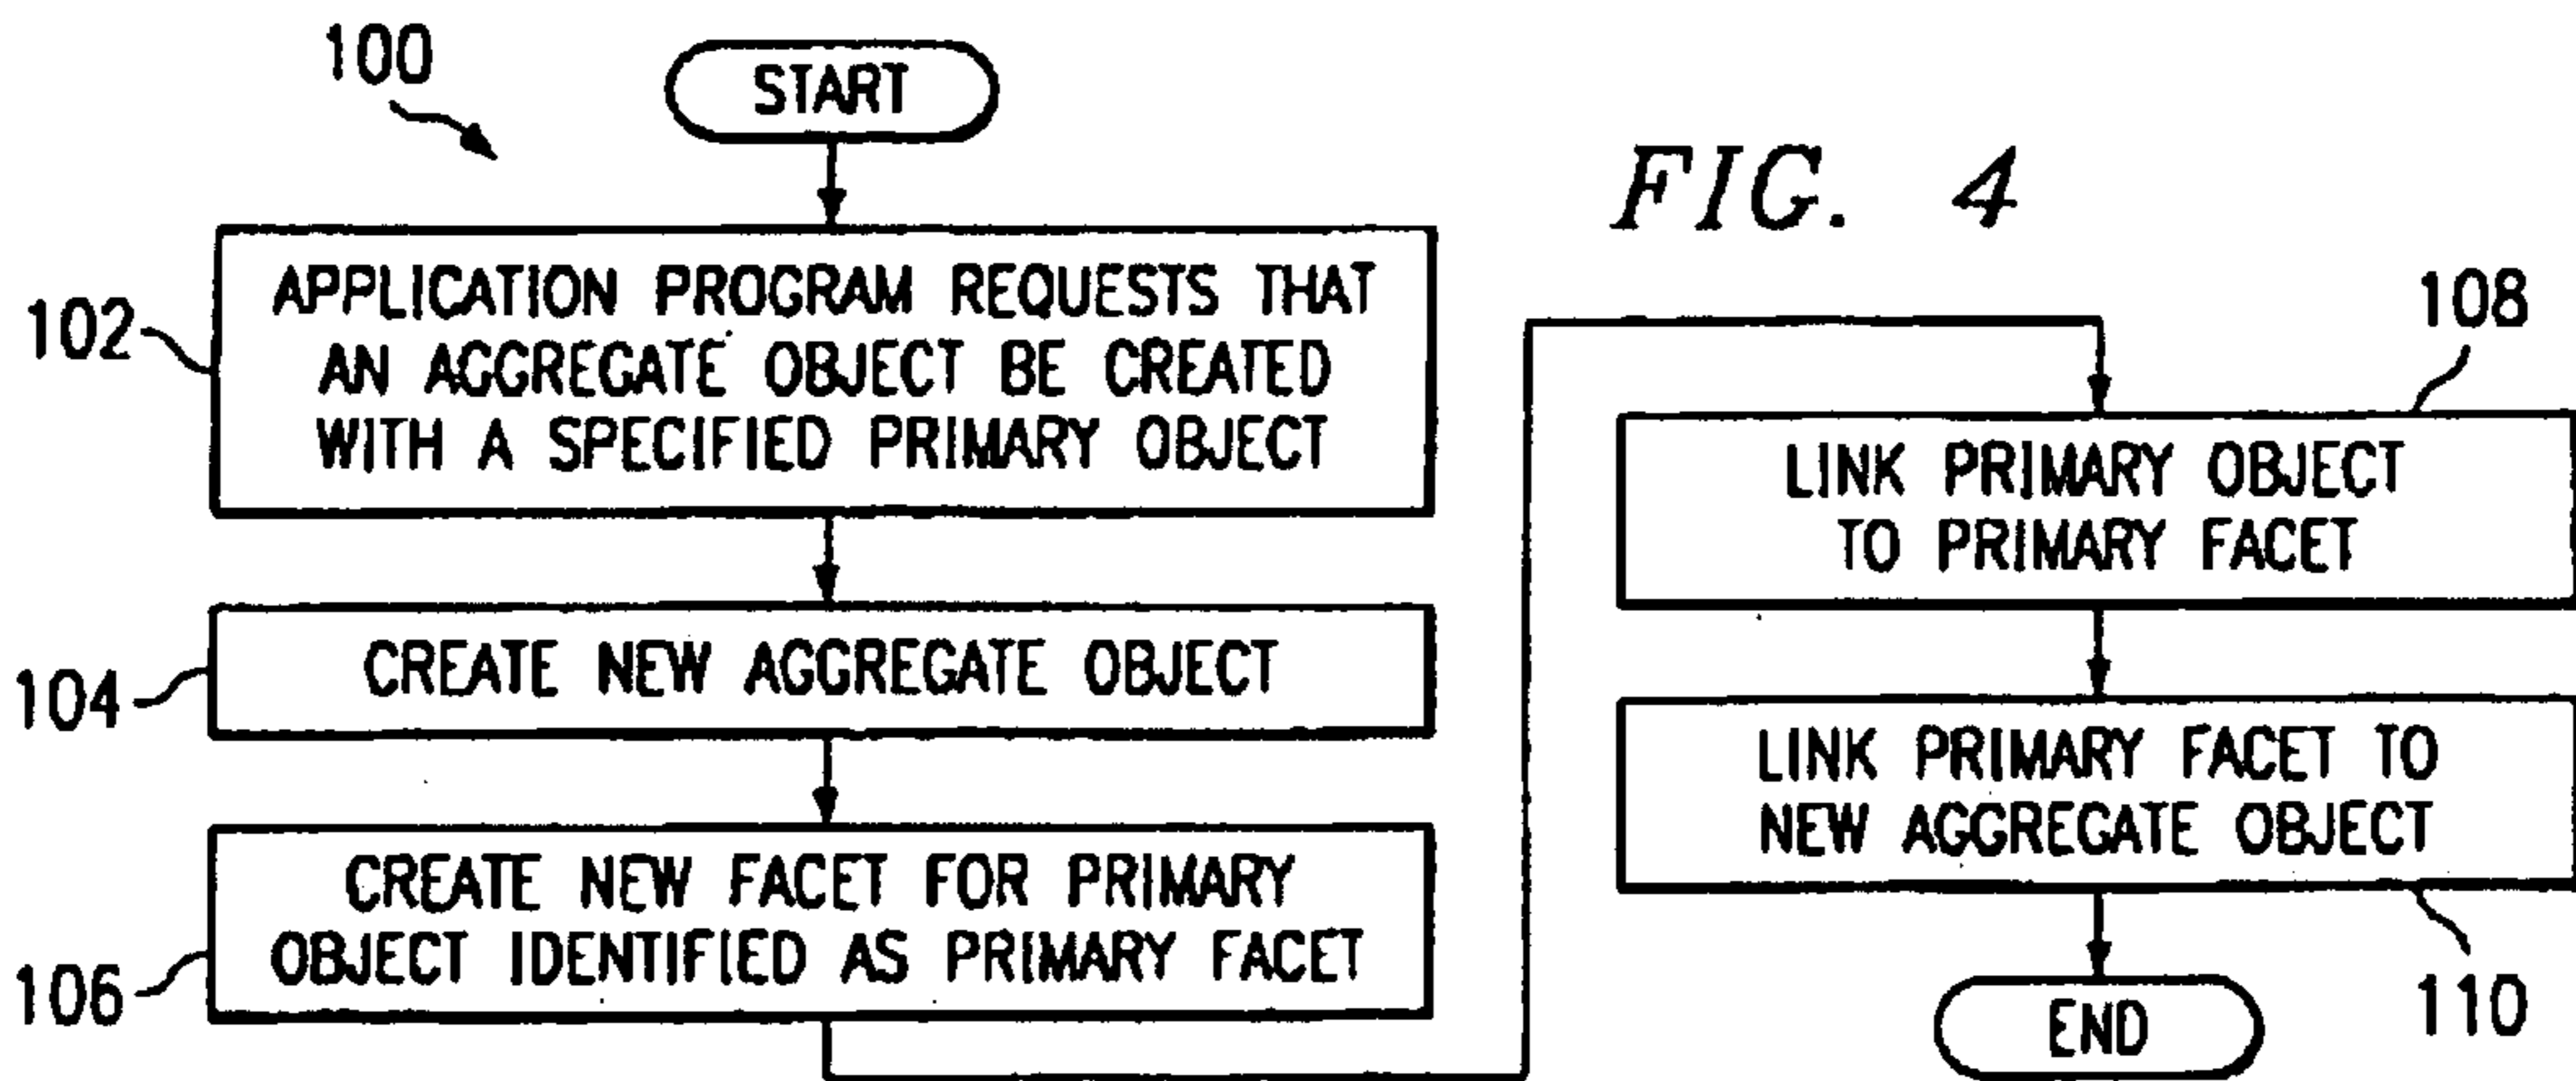 100
START
FIG. 4
102
APPLICATION PROGRAM REQUESTS THAT
AN AGGREGATE OBJECT BE CREATED
WITH A SPECIFIED PRIMARY OBJECT
104
CREATE NEW AGGREGATE OBJECT
106
CREATE NEW FACET FOR PRIMARY
OBJECT IDENTIFIED AS PRIMARY FACET
108
LINK PRIMARY OBJECT
TO PRIMARY FACET
LINK PRIMARY FACET TO
NEW AGGREGATE OBJECT
110
END